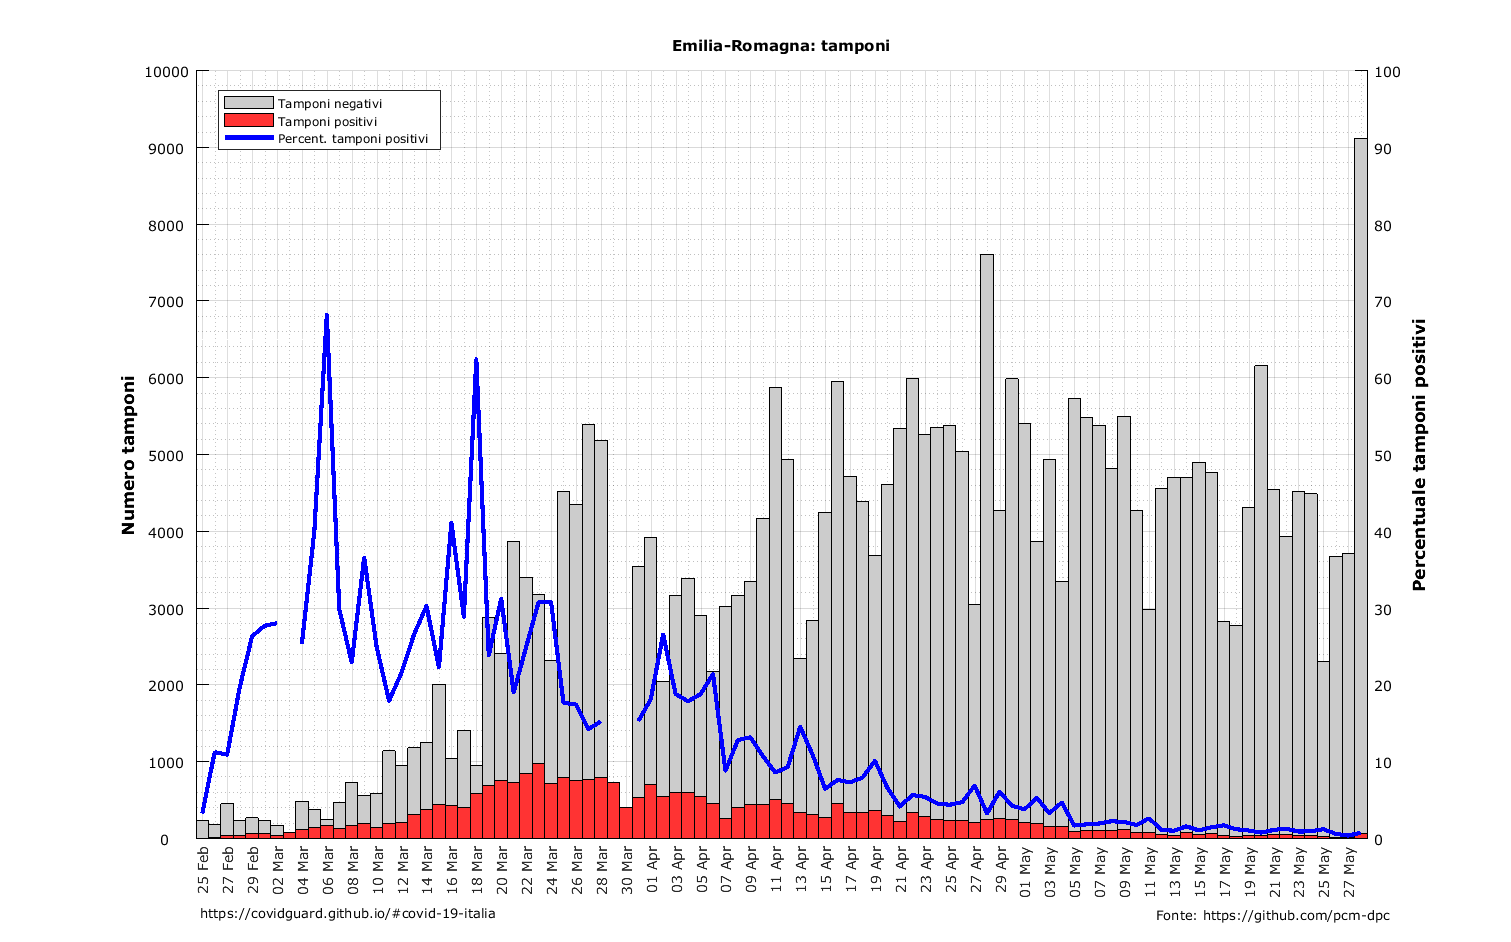 Emilia-Romagna: tamponi
Tamponi negativi
Tamponi positivi
Percent. tamponi positivi
Numero tamponi
10000
9000
8000
7000
6000
5000
4000
3000
2000
1000
0
Percentuale tamponi positivi
100
90
80
70
60
50
40
30
20
10
0
25 Feb
27 Feb
29 Feb
02 Mar
04 Mar
06 Mar
08 Mar
10 Mar
12 Mar
14 Mar
16 Mar
18 Mar
20 Mar
22 Mar
24 Mar
26 Mar
28 Mar
30 Mar
01 Apr
03 Apr
05 Apr
07 Apr
09 Apr
11 Apr
13 Apr
15 Apr
17 Apr
19 Apr
21 Apr
23 Apr
25 Apr
27 Apr
29 Apr
01 May
03 May
05 May
07 May
09 May
11 May
13 May
15 May
17 May
19 May
21 May
23 May
25 May
27 May
https://covidguard.github.io/#covid-19-italia
Fonte: https://github.com/pcm-dpc